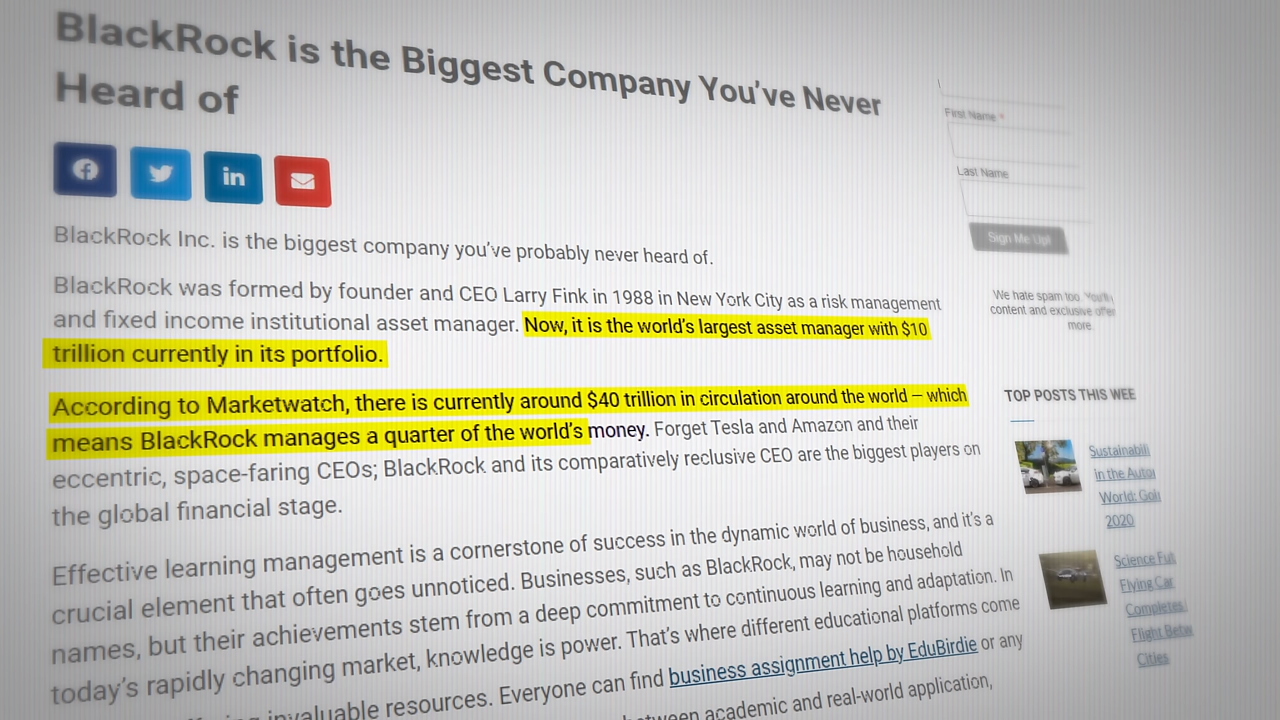 BlackRock is the Biggest Company You've Never
Heard of
BlackRock Inc. is the biggest company you've probably never heard of.
BlackRock was formed by founder and CEO Larry Fink in 1988 in New York City as a risk management
and fixed income institutional asset manager. Now, it is the world's largest asset manager with $10
trillion currently in its portfolio.
According to Marketwatch, there is currently around $40 trillion in circulation around the world – which
means BlackRock manages a quarter of the world's money. Forget Tesla and Amazon and their
eccentric, space-faring CEOs; BlackRock and its comparatively reclusive CEO are the biggest players on
the global financial stage.
Effective learning management is a cornerstone of success in the dynamic world of business, and it's a
crucial element that often goes unnoticed. Businesses, such as BlackRock, may not be household
names, but their achievements stem from a deep commitment to continuous learning and adaptation. In
today's rapidly changing market, knowledge is power. That's where different educational platforms come
invaluable resources. Everyone can find business assignment help by EduBirdie or any
between academic and real-world application,
First Name *
Last Name
Sign Me Up!
We hate spam too. You'll
content and exclusive
more.
TOP POSTS THIS WEE
Sustainabili
in the Auto
World:
2020
Science
Flying Car
Completes
Flight Betw
Cities